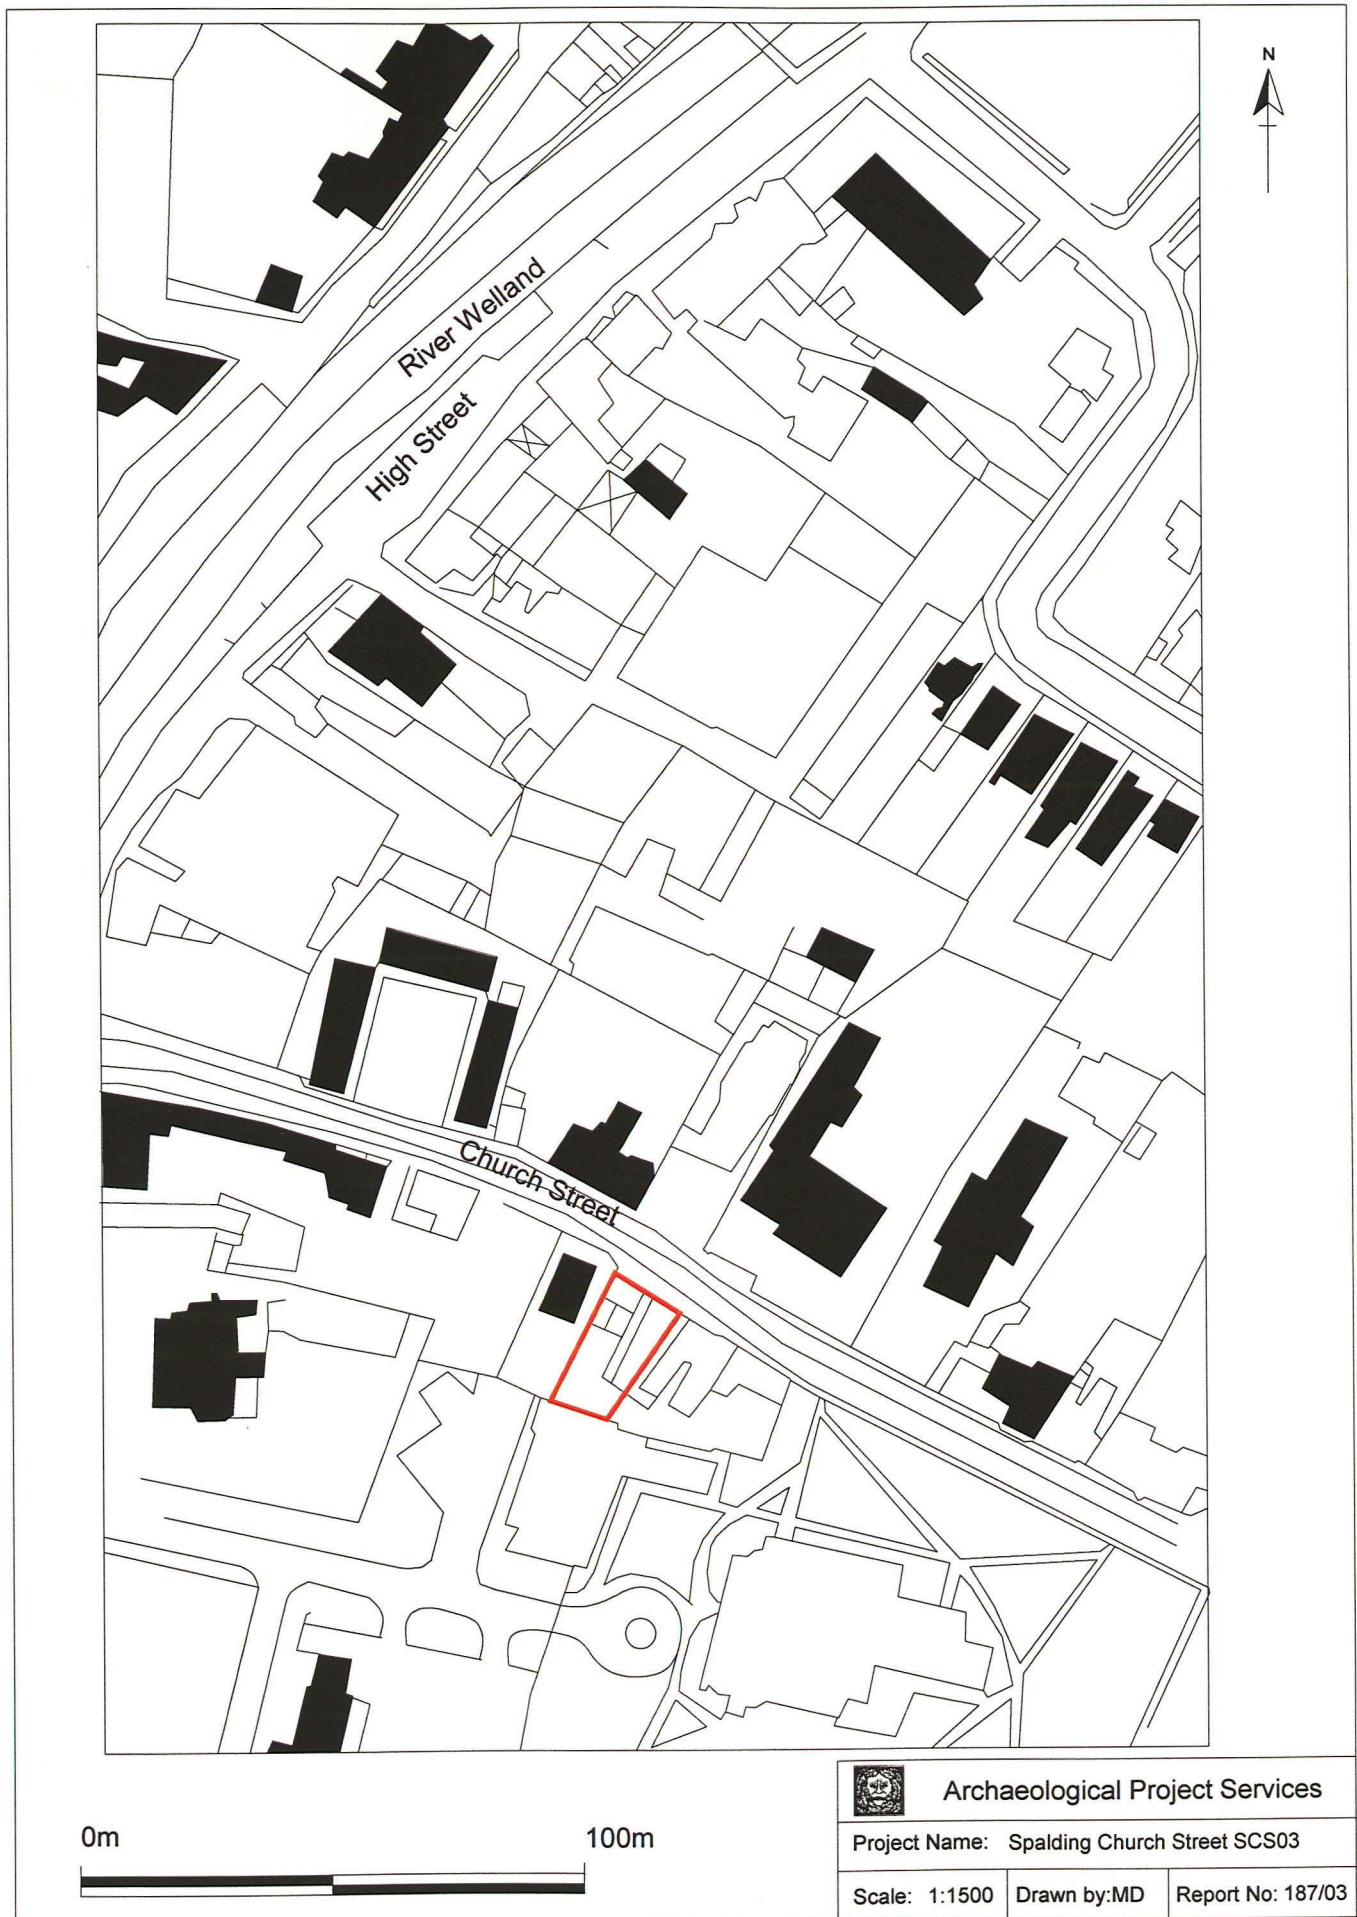 N
River Welland
High Street
Church Street
0m 100m
Archaeological Project Services
Project Name: Spalding Church Street SCS03
Scale: 1:1500 Drawn by:MD Report No: 187/03